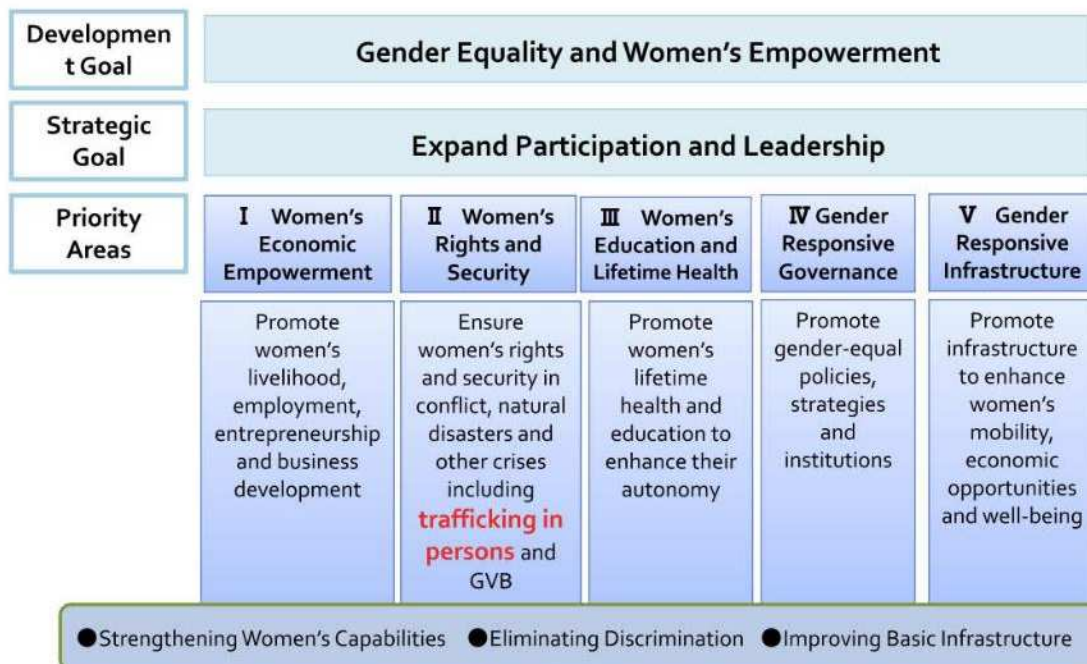 Developmen
t Goal
Gender Equality and Women's Empowerment
Strategic
Goal
Expand Participation and Leadership
Priority
Areas
Ⅰ Women's
Economic
Empowerment
Ⅱ Women's
Rights and
Security
Ⅲ Women's
Education and
Lifetime Health
Ⅳ Gender
Responsive
Governance
Ⅴ Gender
Responsive
Infrastructure
Promote
women's
livelihood,
employment,
entrepreneurship
and business
development
Ensure
women's rights
and security in
conflict, natural
disasters and
other crises
including
trafficking in
persons and
GVB
Promote
women's
lifetime
health and
education to
enhance their
autonomy
Promote
gender-equal
policies,
strategies
and
institutions
Promote
infrastructure
to enhance
women's
mobility,
economic
opportunities
and well-being
●Strengthening Women's Capabilities ●Eliminating Discrimination ●Improving Basic Infrastructure